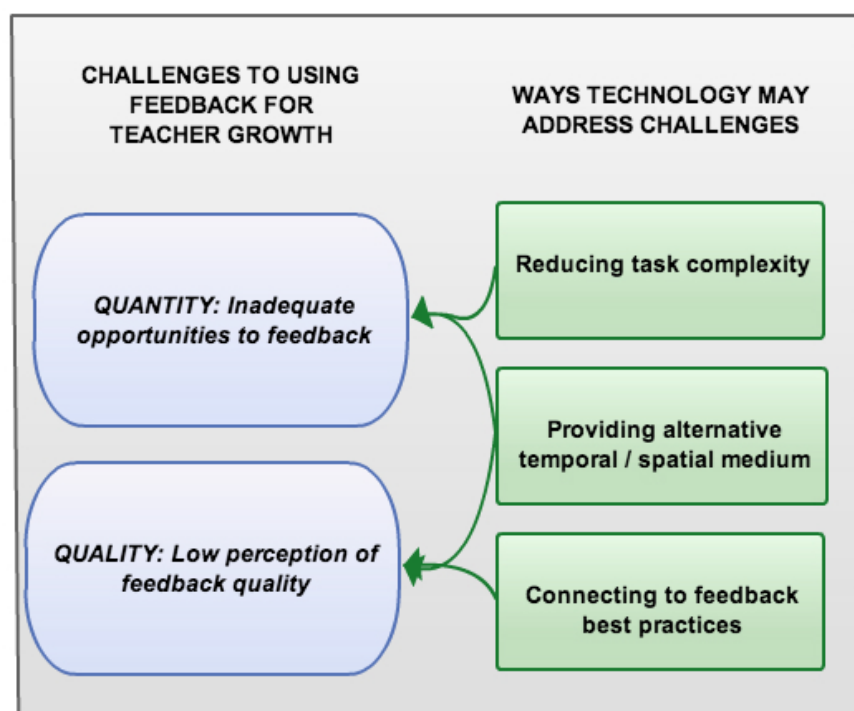 CHALLENGES TO USING
FEEDBACK FOR
TEACHER GROWTH
WAYS TECHNOLOGY MAY
ADDRESS CHALLENGES
QUANTITY: Inadequate
opportunities to feedback
QUALITY: Low perception of
feedback quality
Reducing task complexity
Providing alternative
temporal / spatial medium
Connecting to feedback
best practices